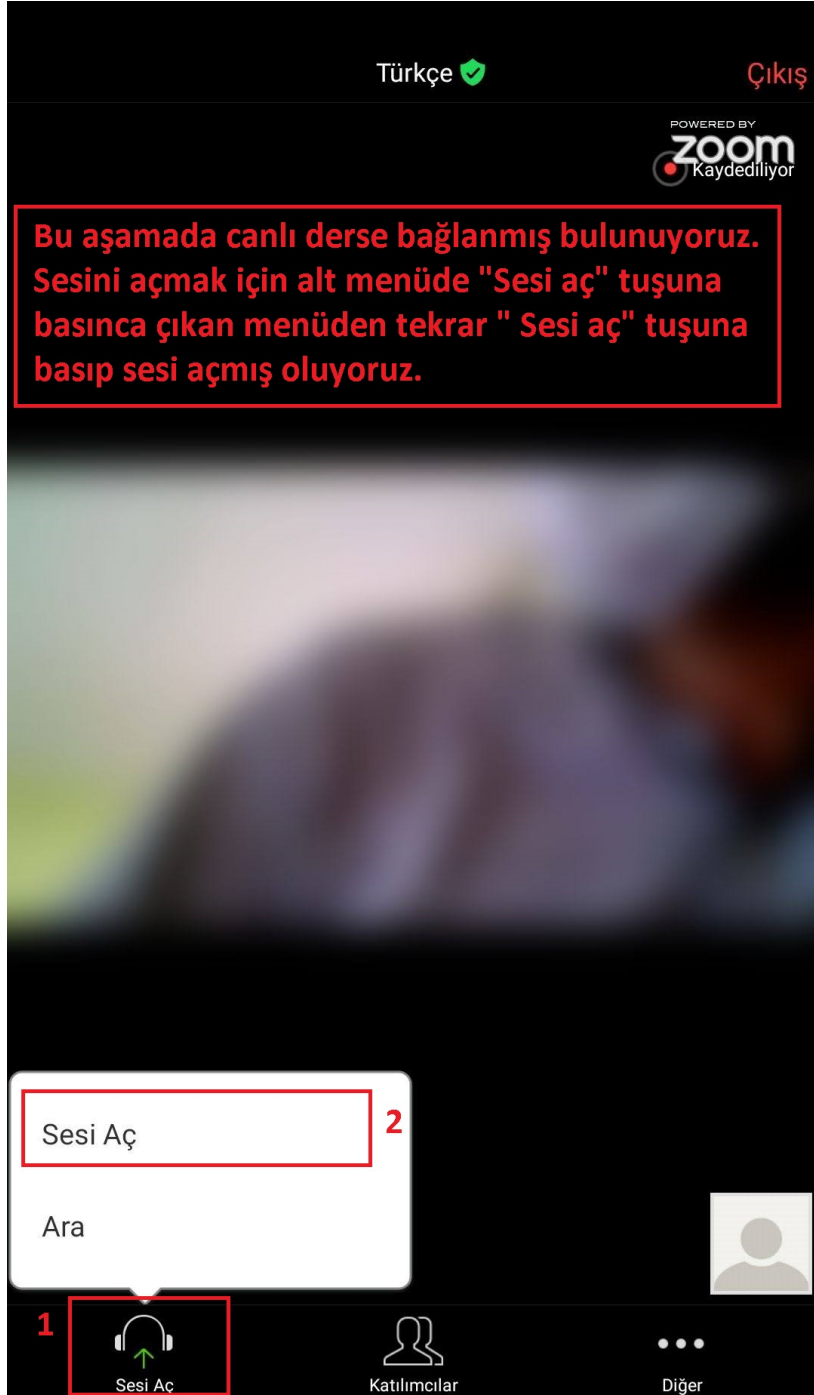 Türkçe
Çıkış
POWERED BY
zoom
Kaydediliyor
Bu aşamada canlı derse bağlanmış bulunuyoruz.
Sesini açmak için alt menüde "Sesi aç" tuşuna
basınca çıkan menüden tekrar " Sesi aç" tuşuna
basıp sesi açmış oluyoruz.
Sesi Aç
2
Ara
1
Sesi Aç
Katılımcılar
Diğer